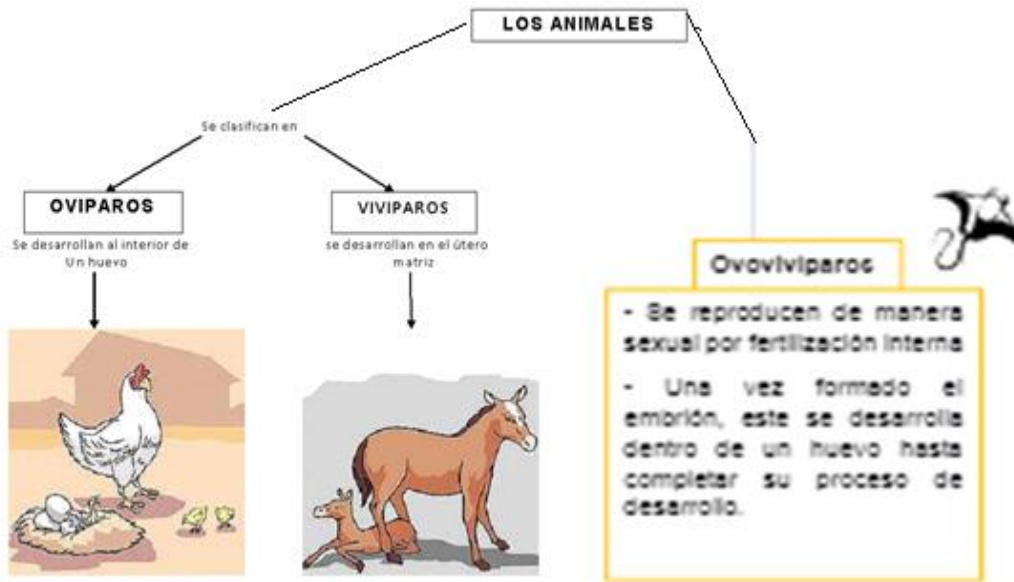 LOS ANIMALES
Se clasifican en
OVIPAROS
Se desarrollan al interior de
Un huevo
VIVIPAROS
se desarrollan en el útero
matriz
Ovoviviparos
- Se reproducen de manera
sexual por fertilización interna
- Una vez formado el
embrión, este se desarrolla
dentro de un huevo hasta
completar su proceso de
desarrollo.